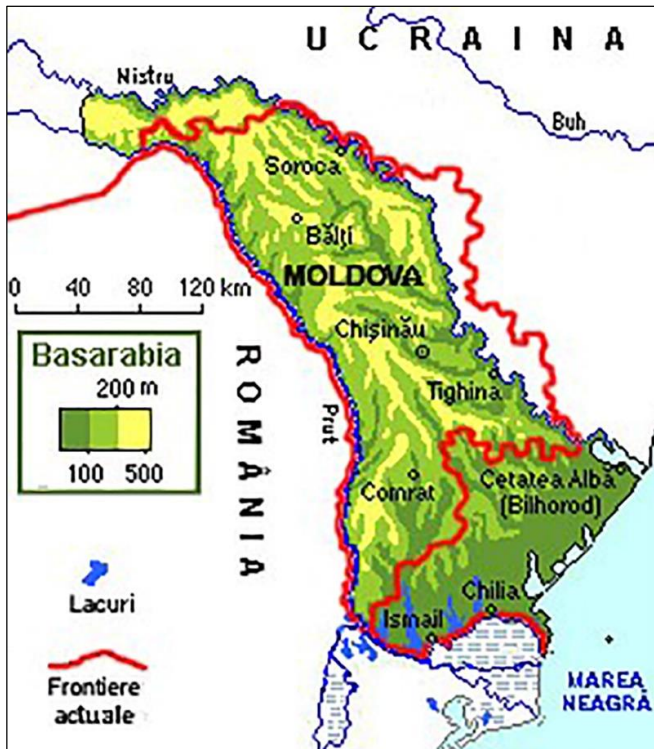 UCRAINA
Nistru
Buh
Soroca
Bălți
MOLDOVA
0 40 80 120 km
Chișinău
Basarabia
200 m
100 500
ROMÂNIA
Tighina
Prut
Cetatea Albă
(Bilhorod)
Comrat
Lacuri
Chilia
Ismail
Frontiere
actuale
MAREA
NEAGRĂ